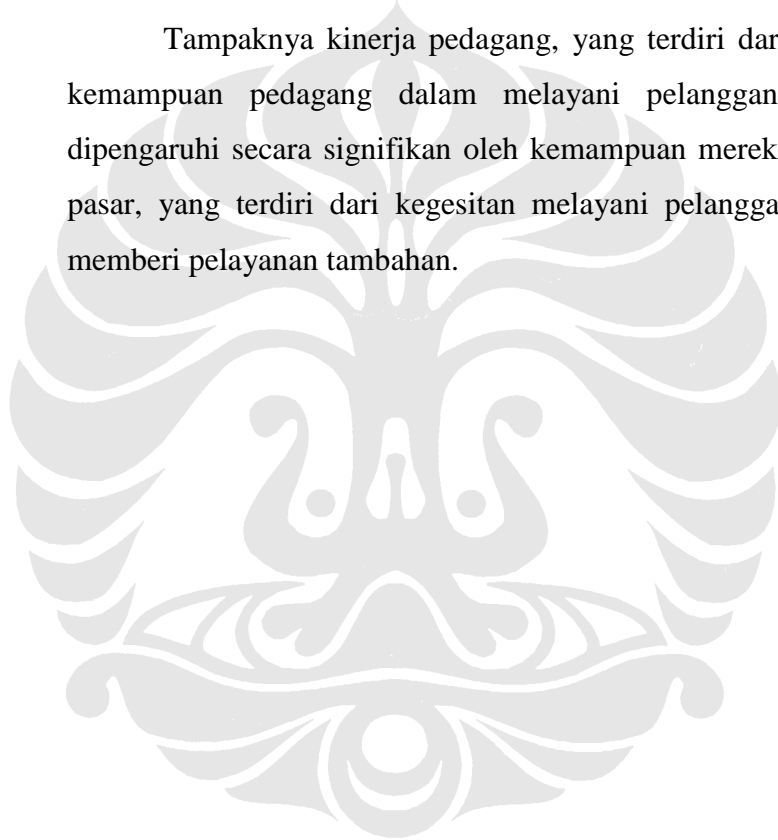 Tampaknya kinerja pedagang, yang terdiri dar
kemampuan pedagang dalam melayani pelanggan
dipengaruhi secara signifikan oleh kemampuan merek
pasar, yang terdiri dari kegesitan melayani pelangga
memberi pelayanan tambahan.